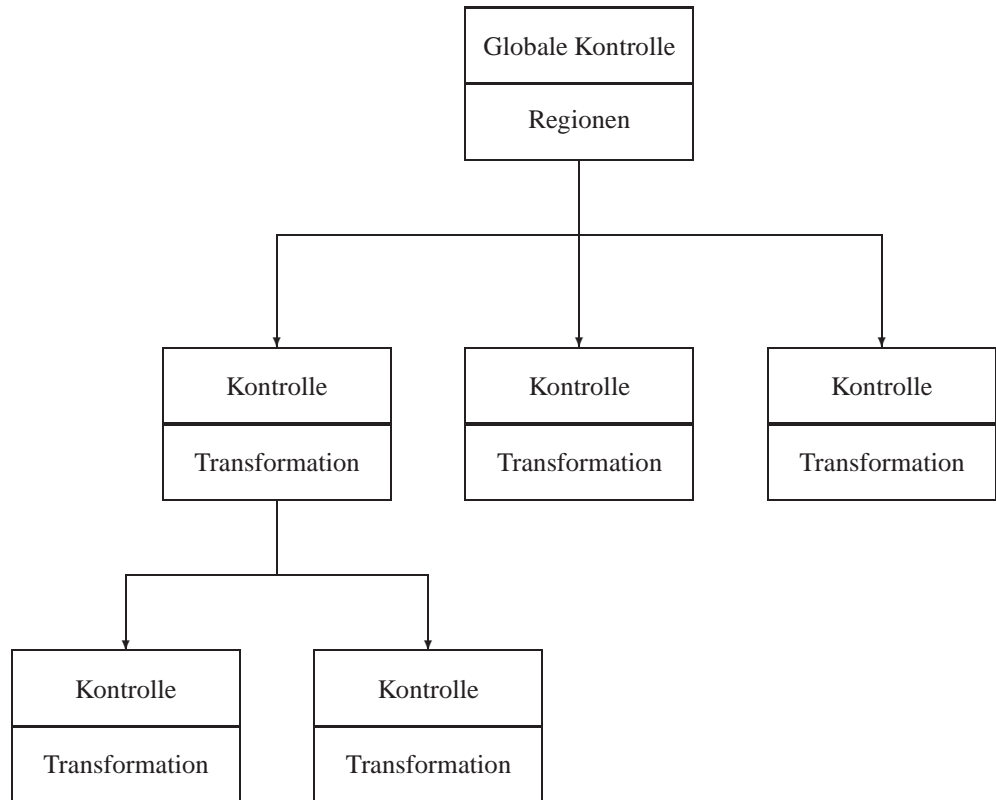 Globale Kontrolle
Regionen
Kontrolle
Transformation
Kontrolle
Transformation
Kontrolle
Transformation
Kontrolle
Transformation
Kontrolle
Transformation